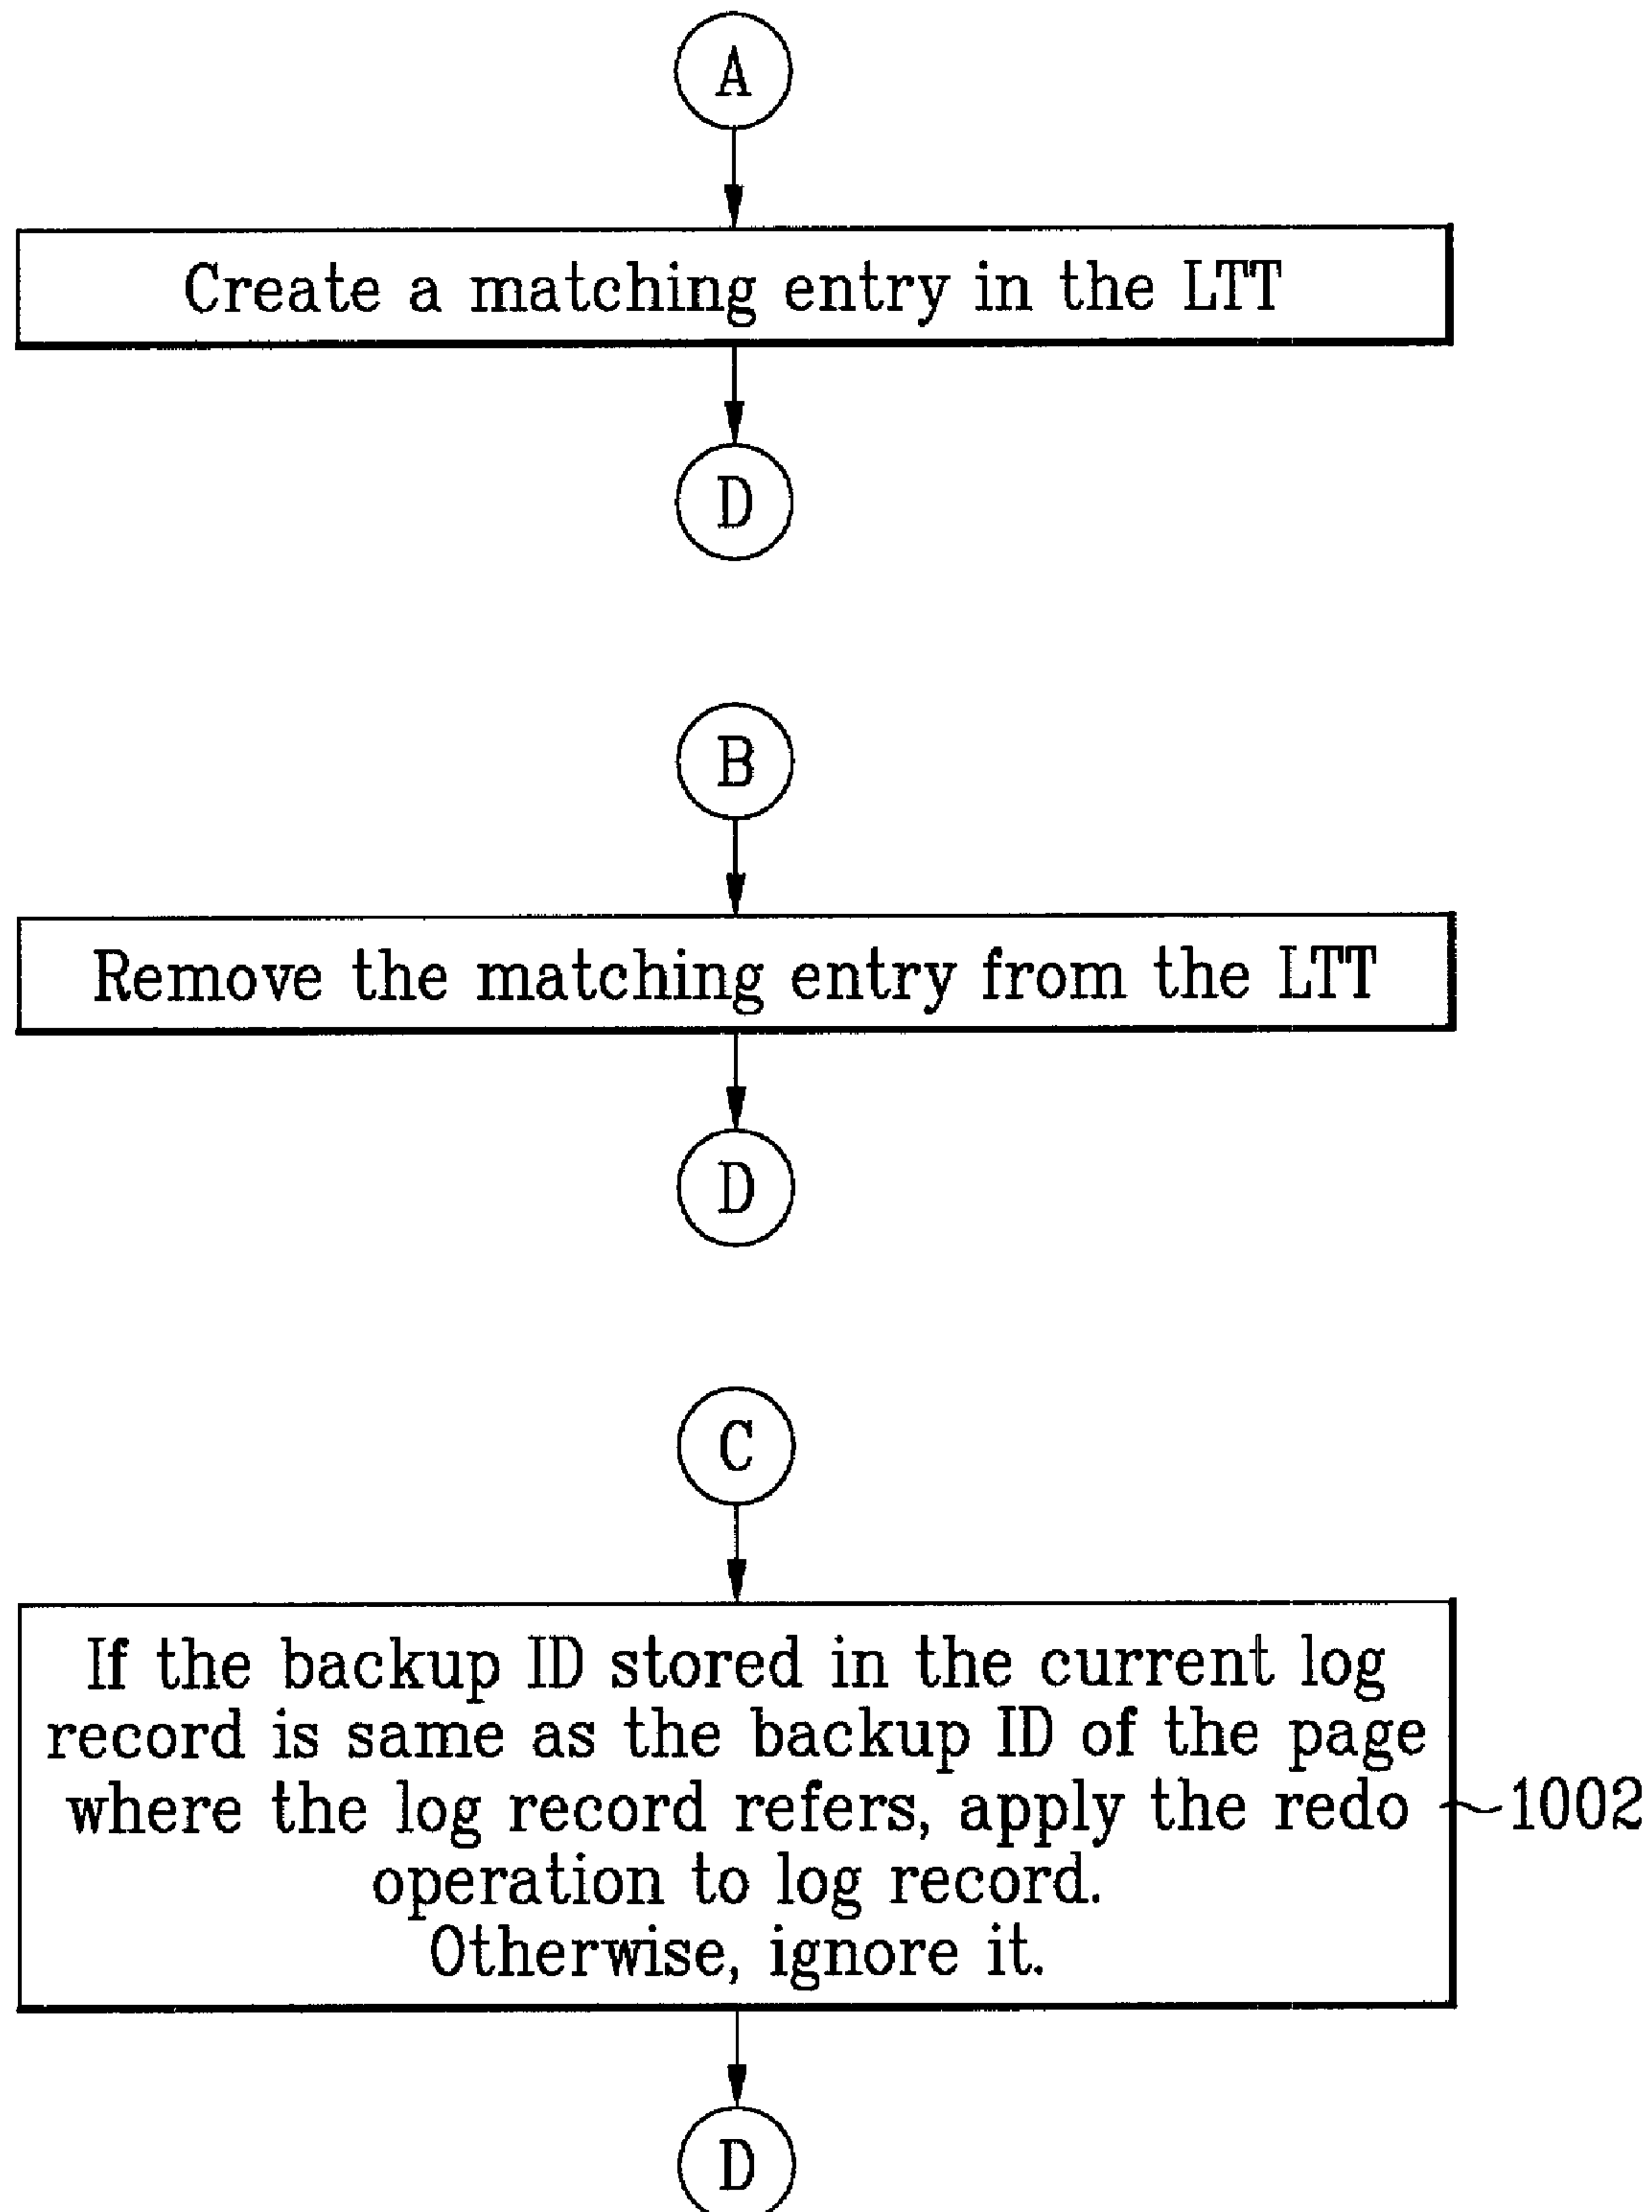 A
Create a matching entry in the LTT
D
B
Remove the matching entry from the LTT
D
C
If the backup ID stored in the current log
record is same as the backup ID of the page
where the log record refers, apply the redo
operation to log record.
Otherwise, ignore it.
1002
D